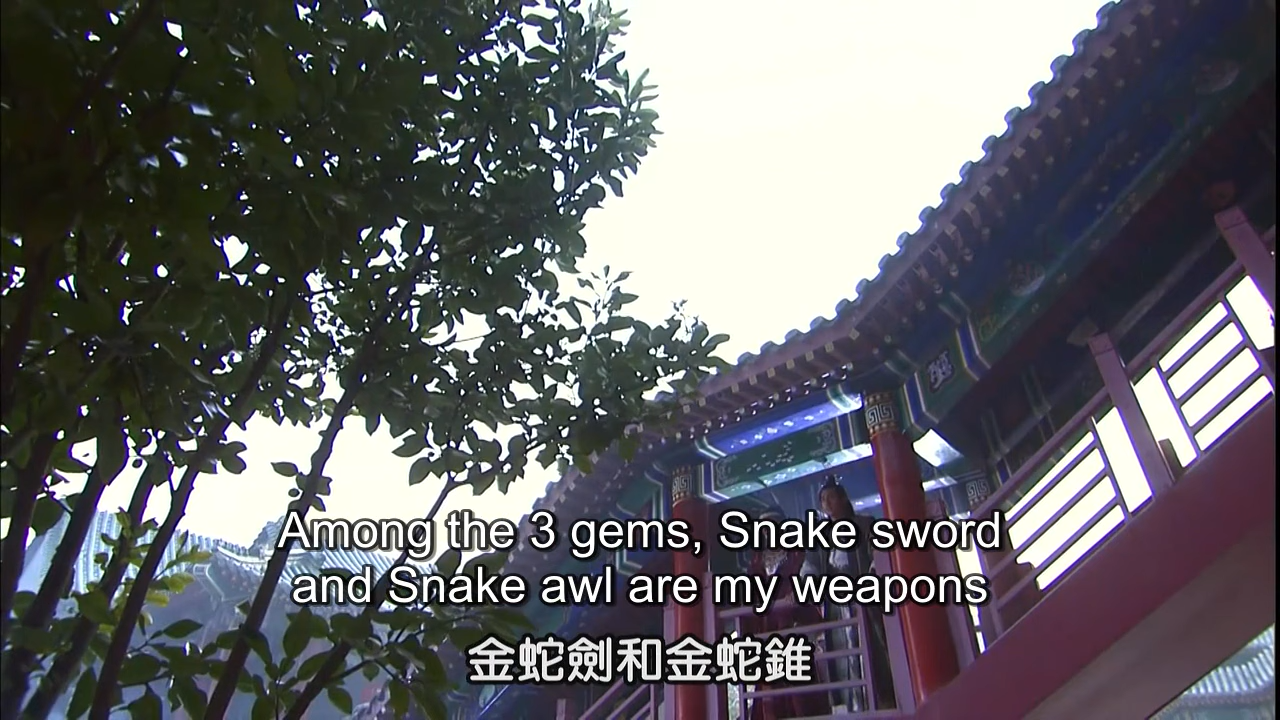 Among the 3 gems, Snake sword
and Snake awl are my weapons
金蛇劍和金蛇錐